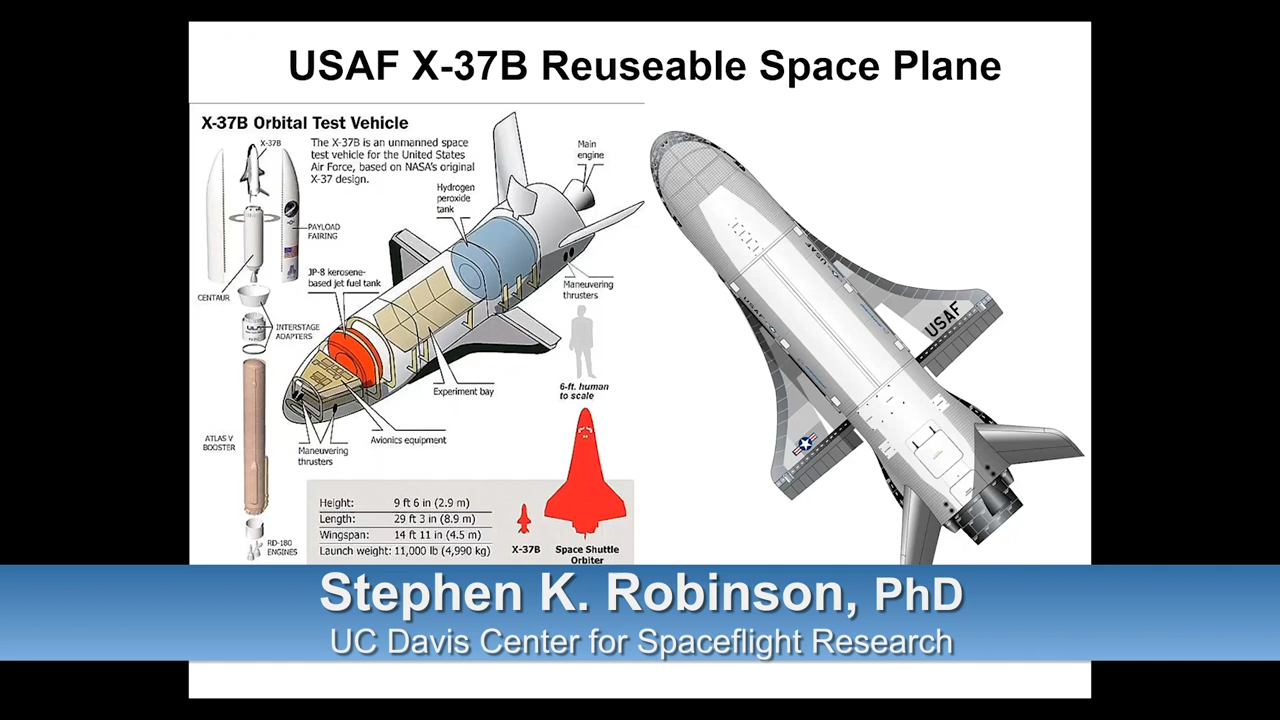 USAF X-37B Reuseable Space Plane
X-37B Orbital Test Vehicle
The X-37B is an unmanned space
test vehicle for the United States
Air Force, based on NASA's original
X-37 design.
X-37B
PAYLOAD
FAIRING
CENTAUR
INTERSTAGE
ADAPTERS
ULA
ATLAS V
BOOSTER
RD-180
ENGINES
Main
engine
Hydrogen
peroxide
tank
JP-8 kerosene-
based jet fuel tank
Maneuvering
thrusters
6-ft. human
to scale
Experiment bay
Avionics equipment
Maneuvering
thrusters
Height: 9 ft 6 in (2.9 m)
Length: 29 ft 3 in (8.9 m)
Wingspan: 14 ft 11 in (4.5 m)
Launch weight: 11,000 lb (4,990 kg)
X-37B
Space Shuttle
Orbiter
USAF
Stephen K. Robinson, PhD
UC Davis Center for Spaceflight Research